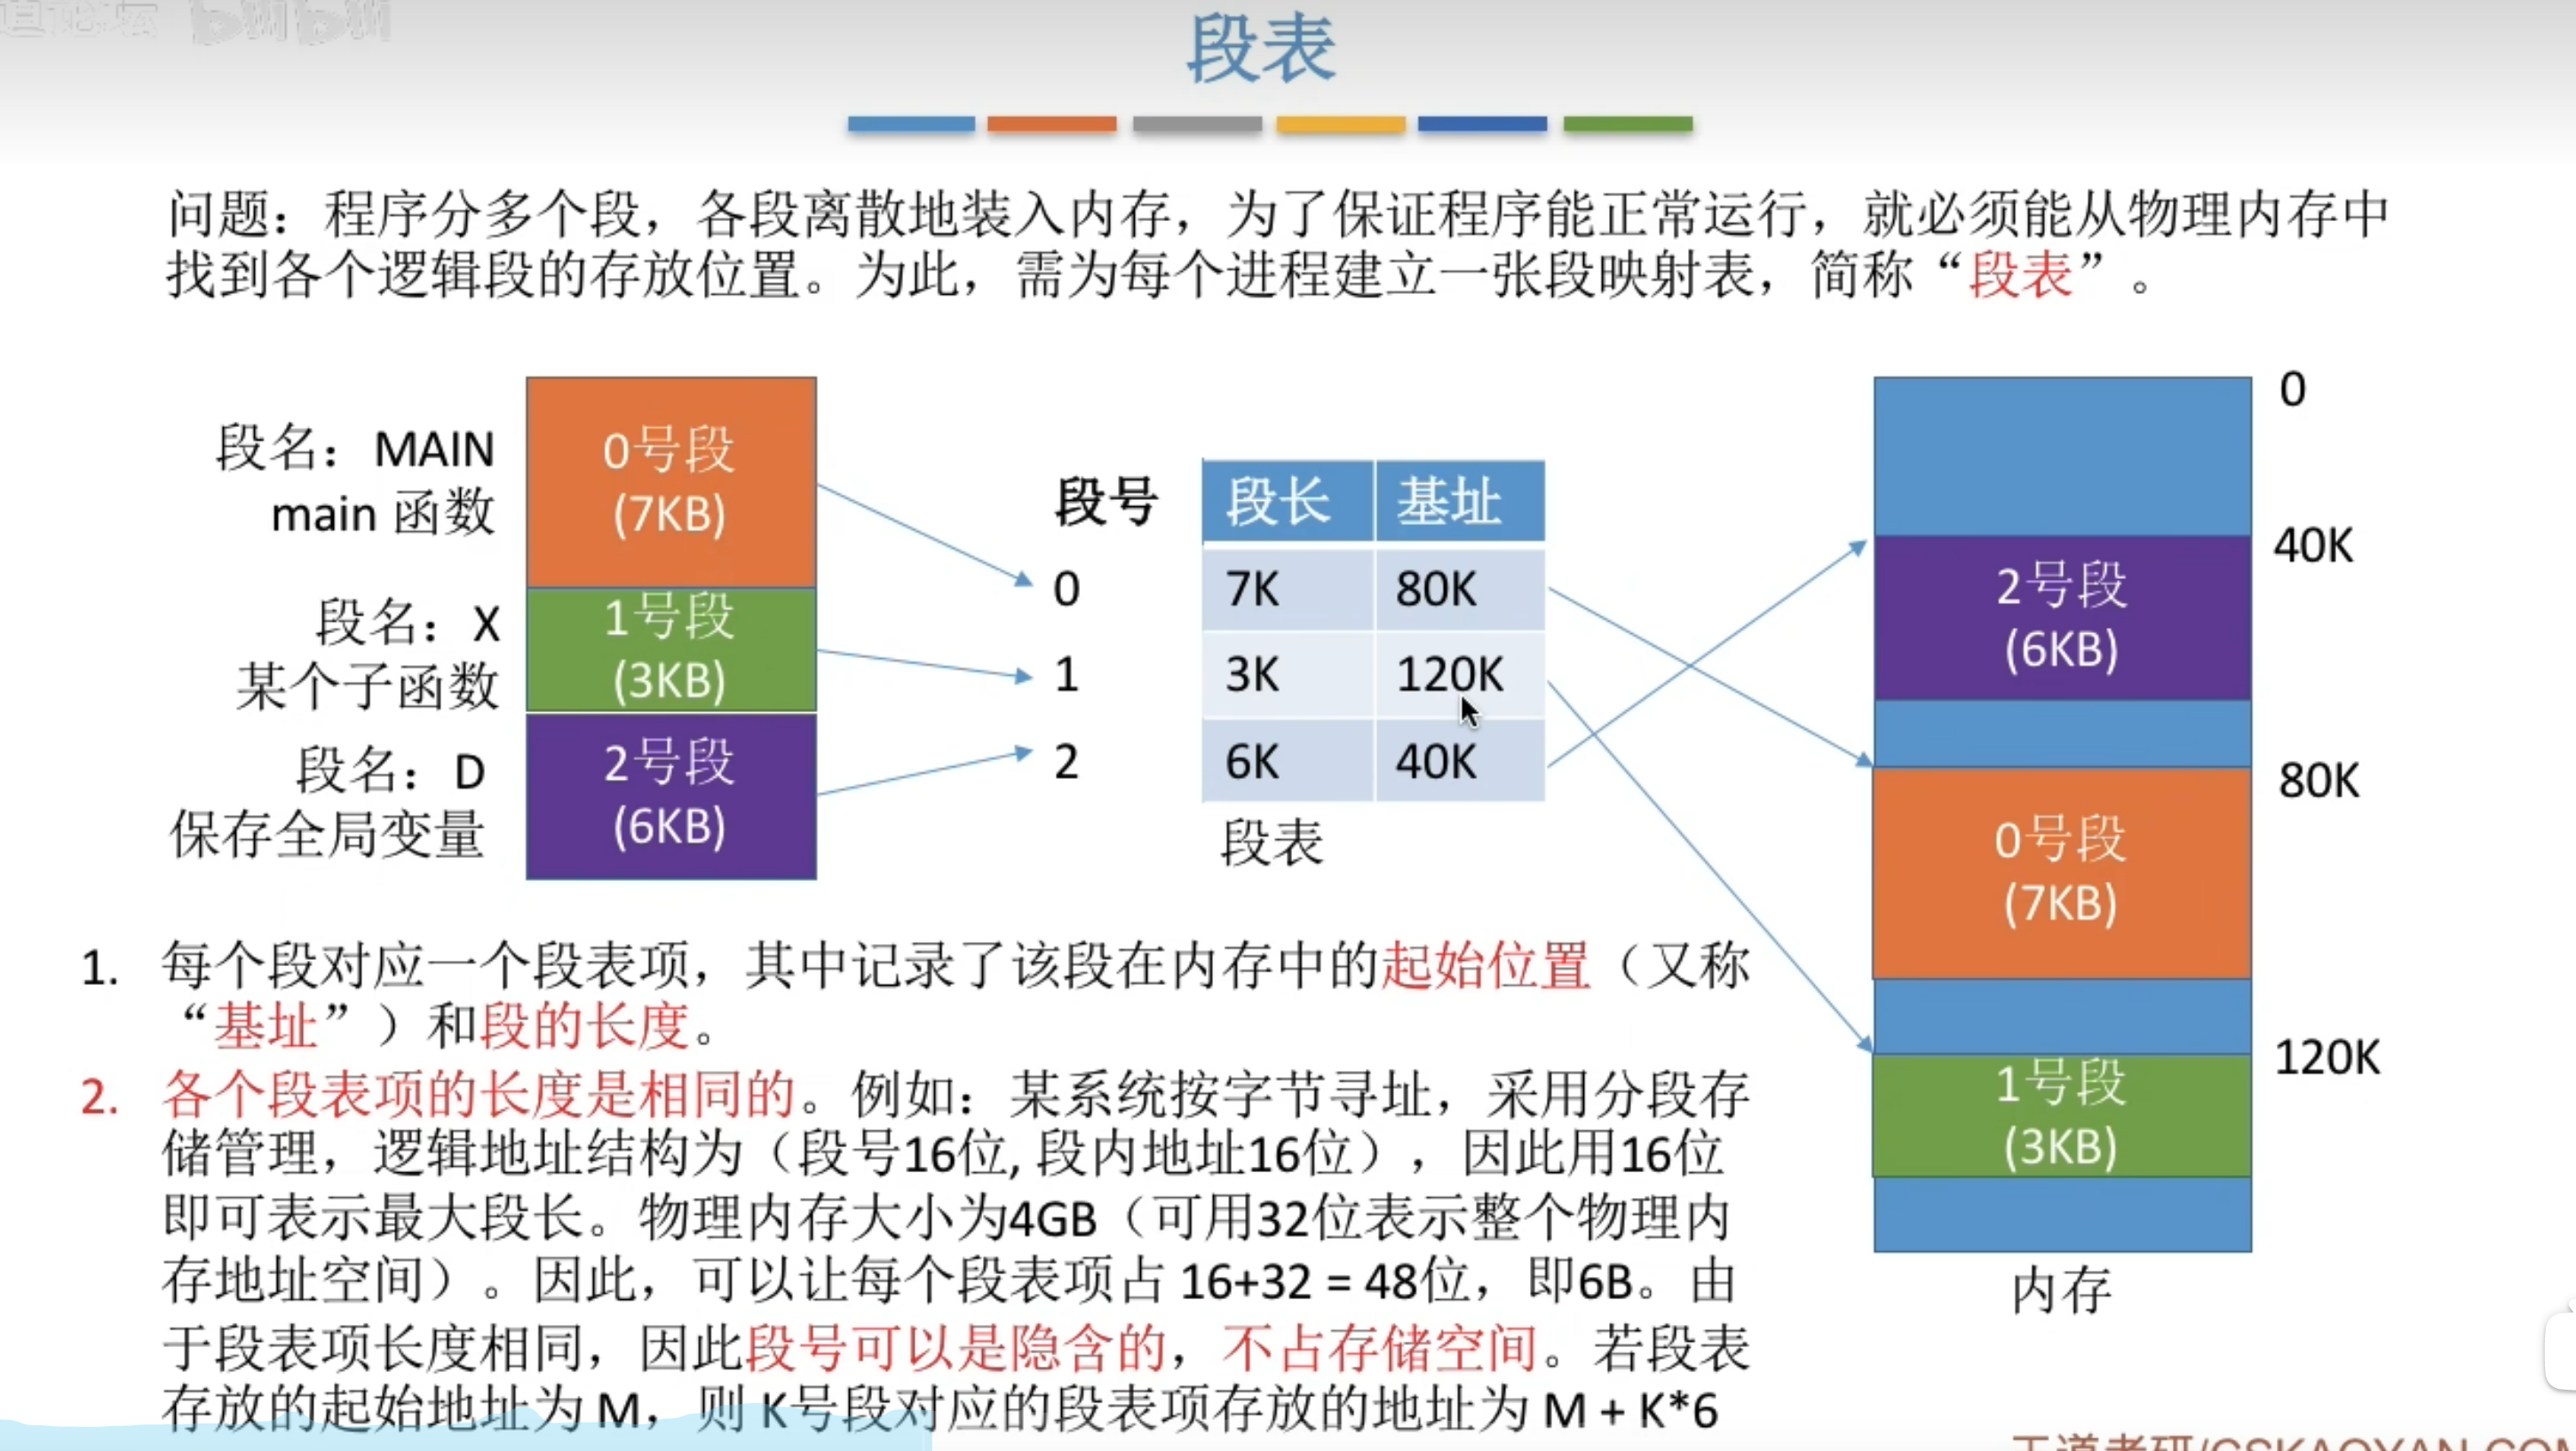 bilibili
段表
问题：程序分多个段，各段离散地装入内存，为了保证程序能正常运行，就必须能从物理内存中
找到各个逻辑段的存放位置。为此，需为每个进程建立一张段映射表，简称“段表”。
段名：MAIN
main 函数
0号段
(7KB)
段名：X
某个子函数
1号段
(3KB)
段名：D
保存全局变量
2号段
(6KB)
段号 段长 基址
0 7K 80K
1 3K 120K
2 6K 40K
段表
0
40K
2号段
(6KB)
80K
0号段
(7KB)
120K
1号段
(3KB)
内存
1. 每个段对应一个段表项，其中记录了该段在内存中的起始位置（又称
“基址”）和段的长度。
2. 各个段表项的长度是相同的。例如：某系统按字节寻址，采用分段存
储管理，逻辑地址结构为（段号16位, 段内地址16位），因此用16位
即可表示最大段长。物理内存大小为4GB（可用32位表示整个物理内
存地址空间）。因此，可以让每个段表项占 16+32 = 48位，即6B。由
于段表项长度相同，因此段号可以是隐含的，不占存储空间。若段表
存放的起始地址为 M，则 K号段对应的段表项存放的地址为 M + K*6